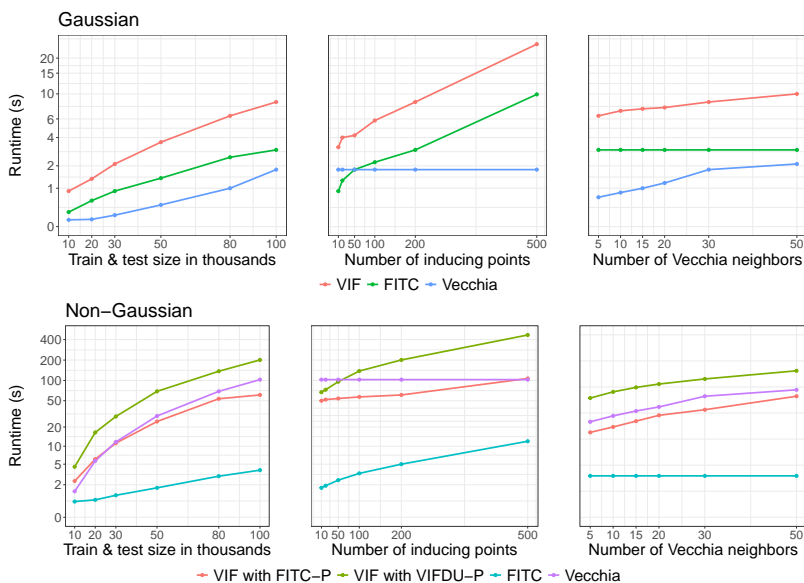 Gaussian
Runtime (s)
20
15
10
6
4
2
1
0
10 20 30 50 80 100
10 50 100 200 500
5 10 15 20 30 50
Train & test size in thousands
Number of inducing points
Number of Vecchia neighbors
VIF FITC Vecchia
Non−Gaussian
Runtime (s)
400
200
100
50
20
10
5
2
0
10 20 30 50 80 100
10 50 100 200 500
5 10 15 20 30 50
Train & test size in thousands
Number of inducing points
Number of Vecchia neighbors
VIF with FITC−P VIF with VIFDU−P FITC Vecchia